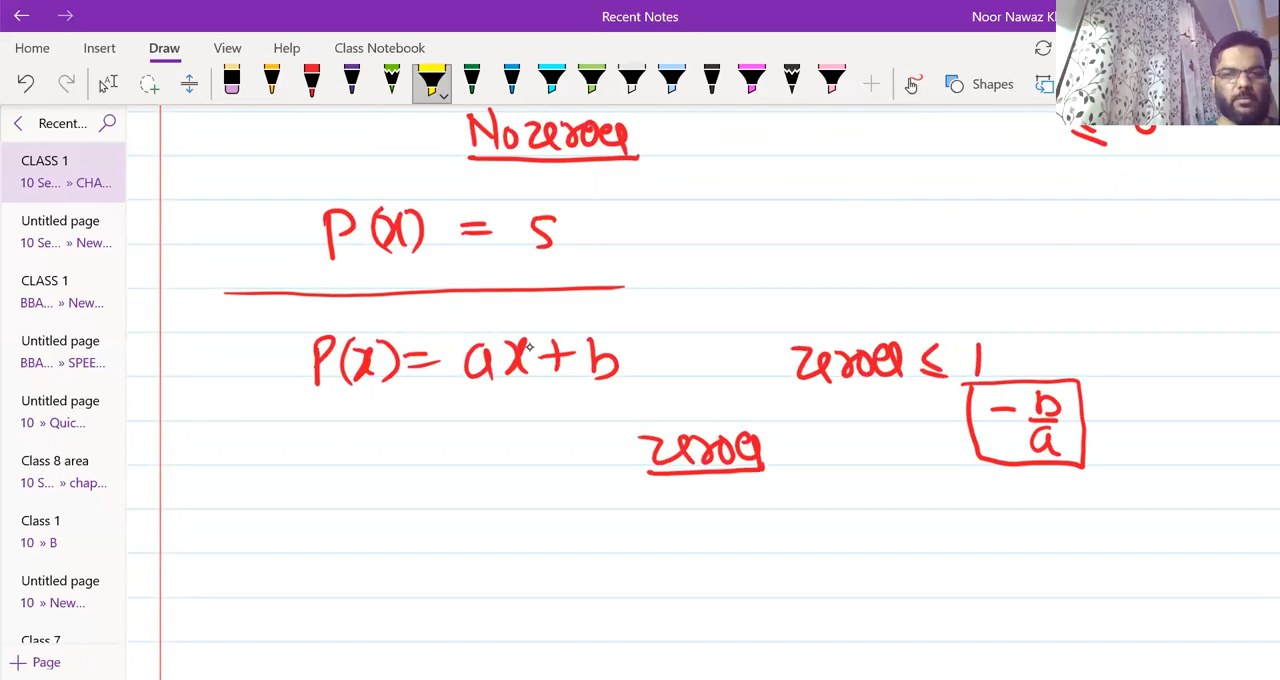 Recent Notes
Noor Nawaz K
Home Insert Draw View Help Class Notebook
Shapes
Recent...
CLASS 1
10 Se... » CHA...
Untitled page
10 Se... » New...
CLASS 1
BBA... » New...
Untitled page
BBA... » SPEE...
Untitled page
10 » Quic...
Class 8 area
10 S... » chap...
Class 1
10 » B
Untitled page
10 » New...
Class 7
Page
No zeroes
P(x) = 5
P(x) = ax + b
zeroes ≤ 1
- b/a
zeroes